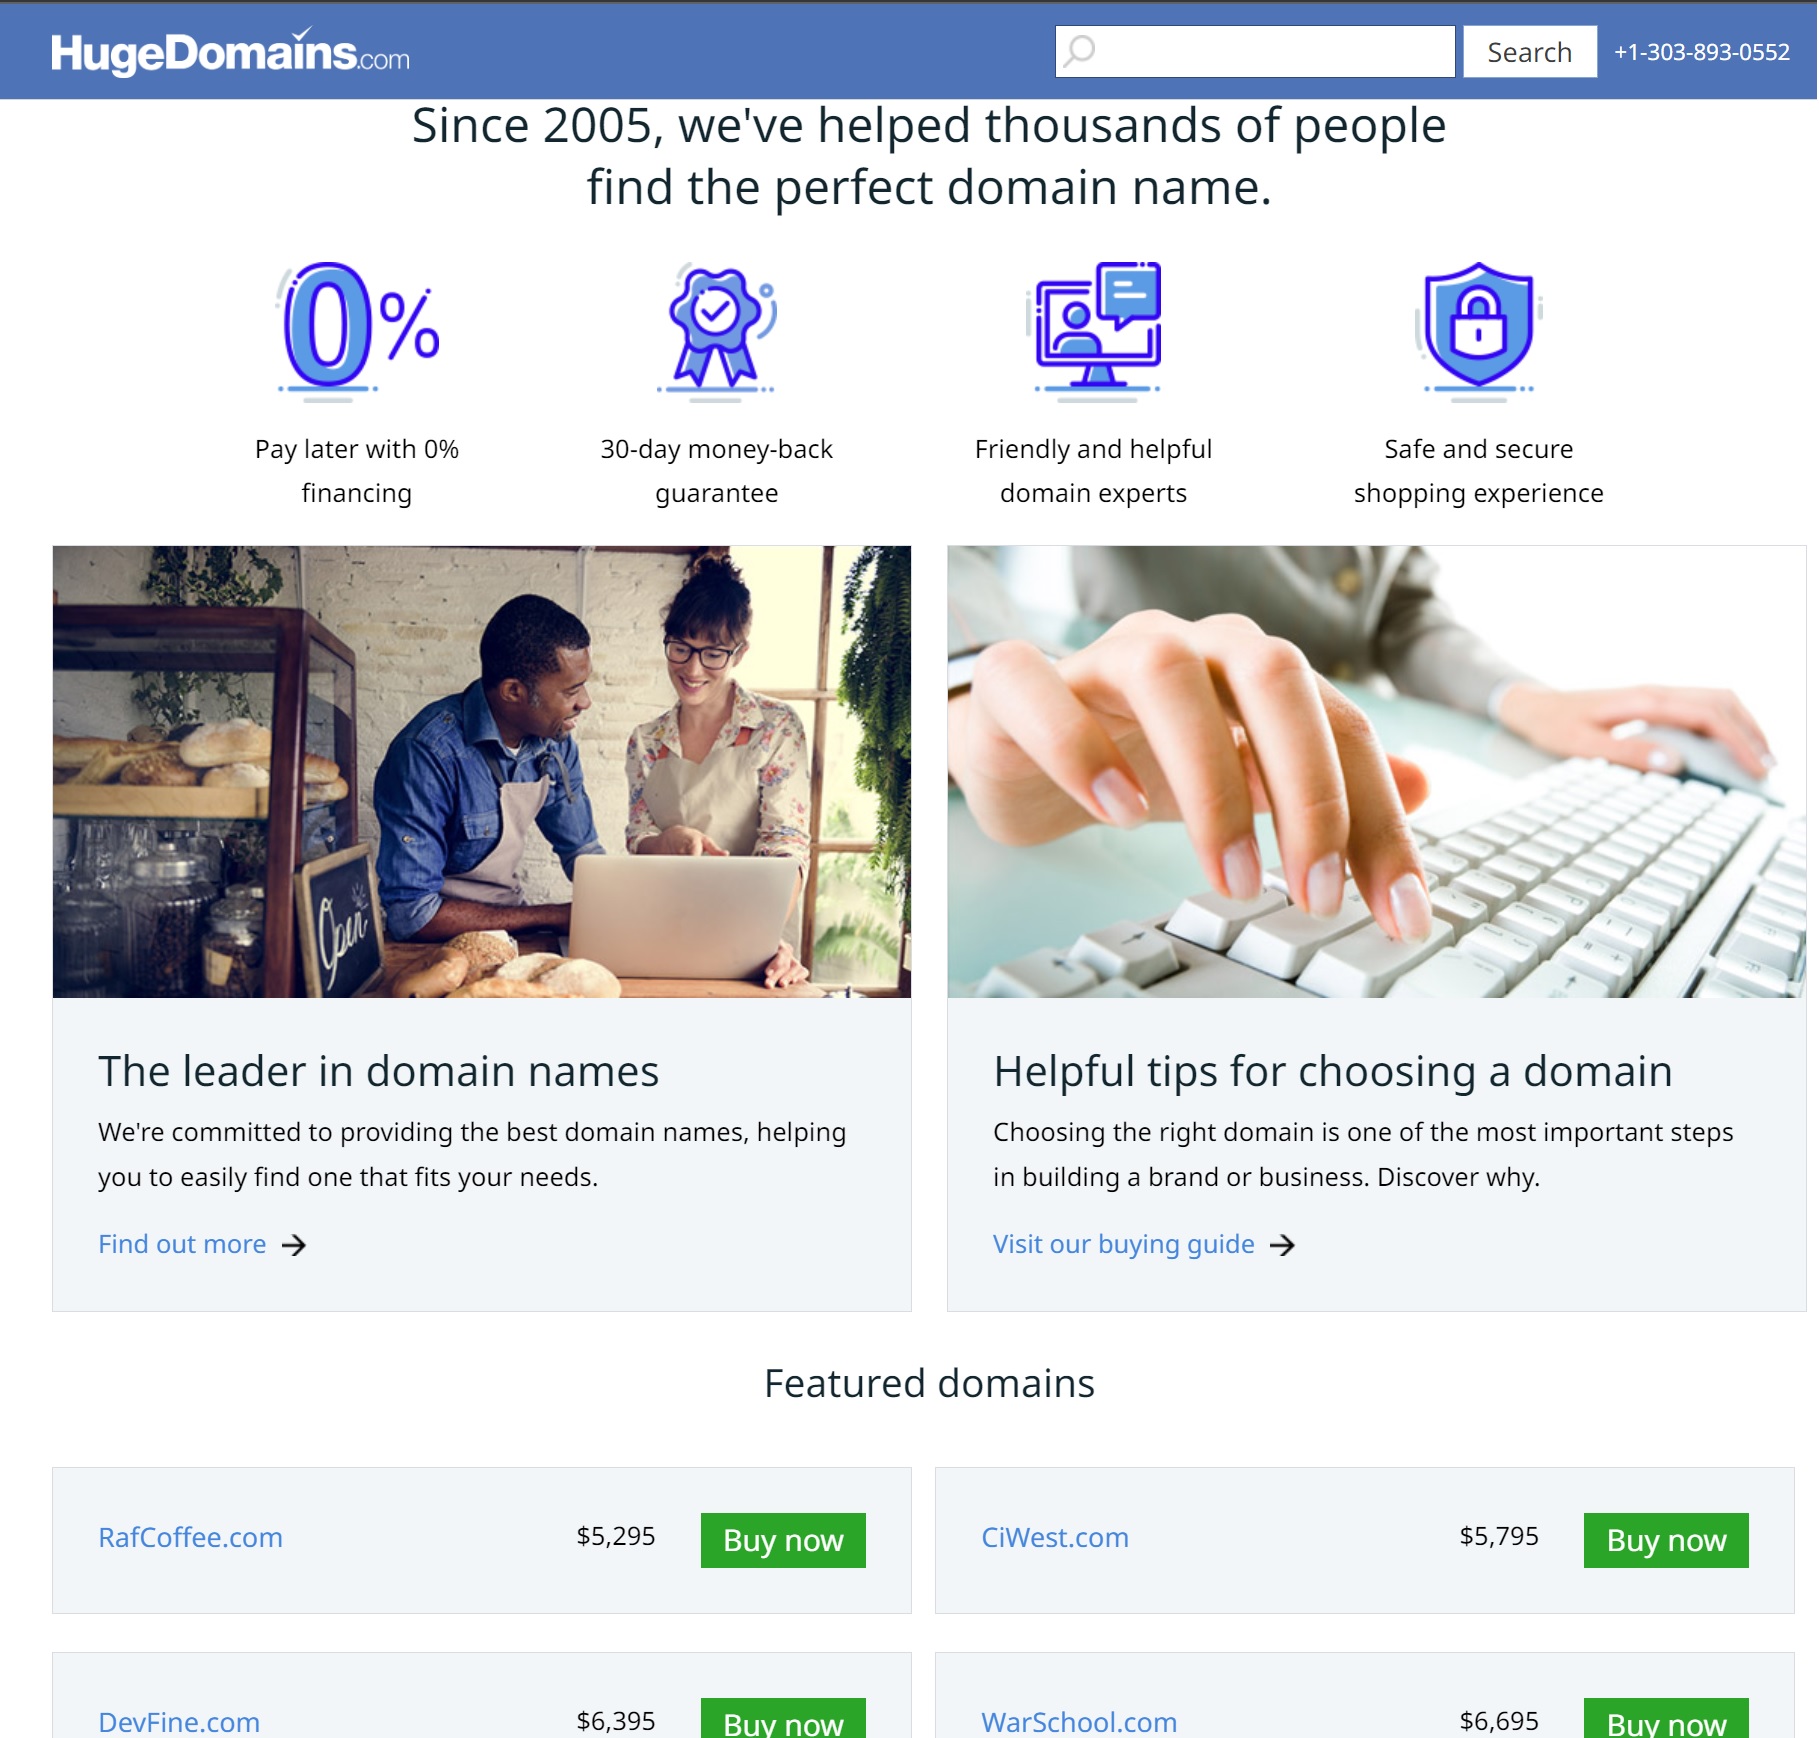 HugeDomains.com
Search
+1-303-893-0552
Since 2005, we've helped thousands of people
find the perfect domain name.
0%
Pay later with 0%
financing
30-day money-back
guarantee
Friendly and helpful
domain experts
Safe and secure
shopping experience
Open
The leader in domain names
We're committed to providing the best domain names, helping
you to easily find one that fits your needs.
Find out more →
Helpful tips for choosing a domain
Choosing the right domain is one of the most important steps
in building a brand or business. Discover why.
Visit our buying guide →
Featured domains
RafCoffee.com $5,295 Buy now
CiWest.com $5,795 Buy now
DevFine.com $6,395 Buy now
WarSchool.com $6,695 Buy now